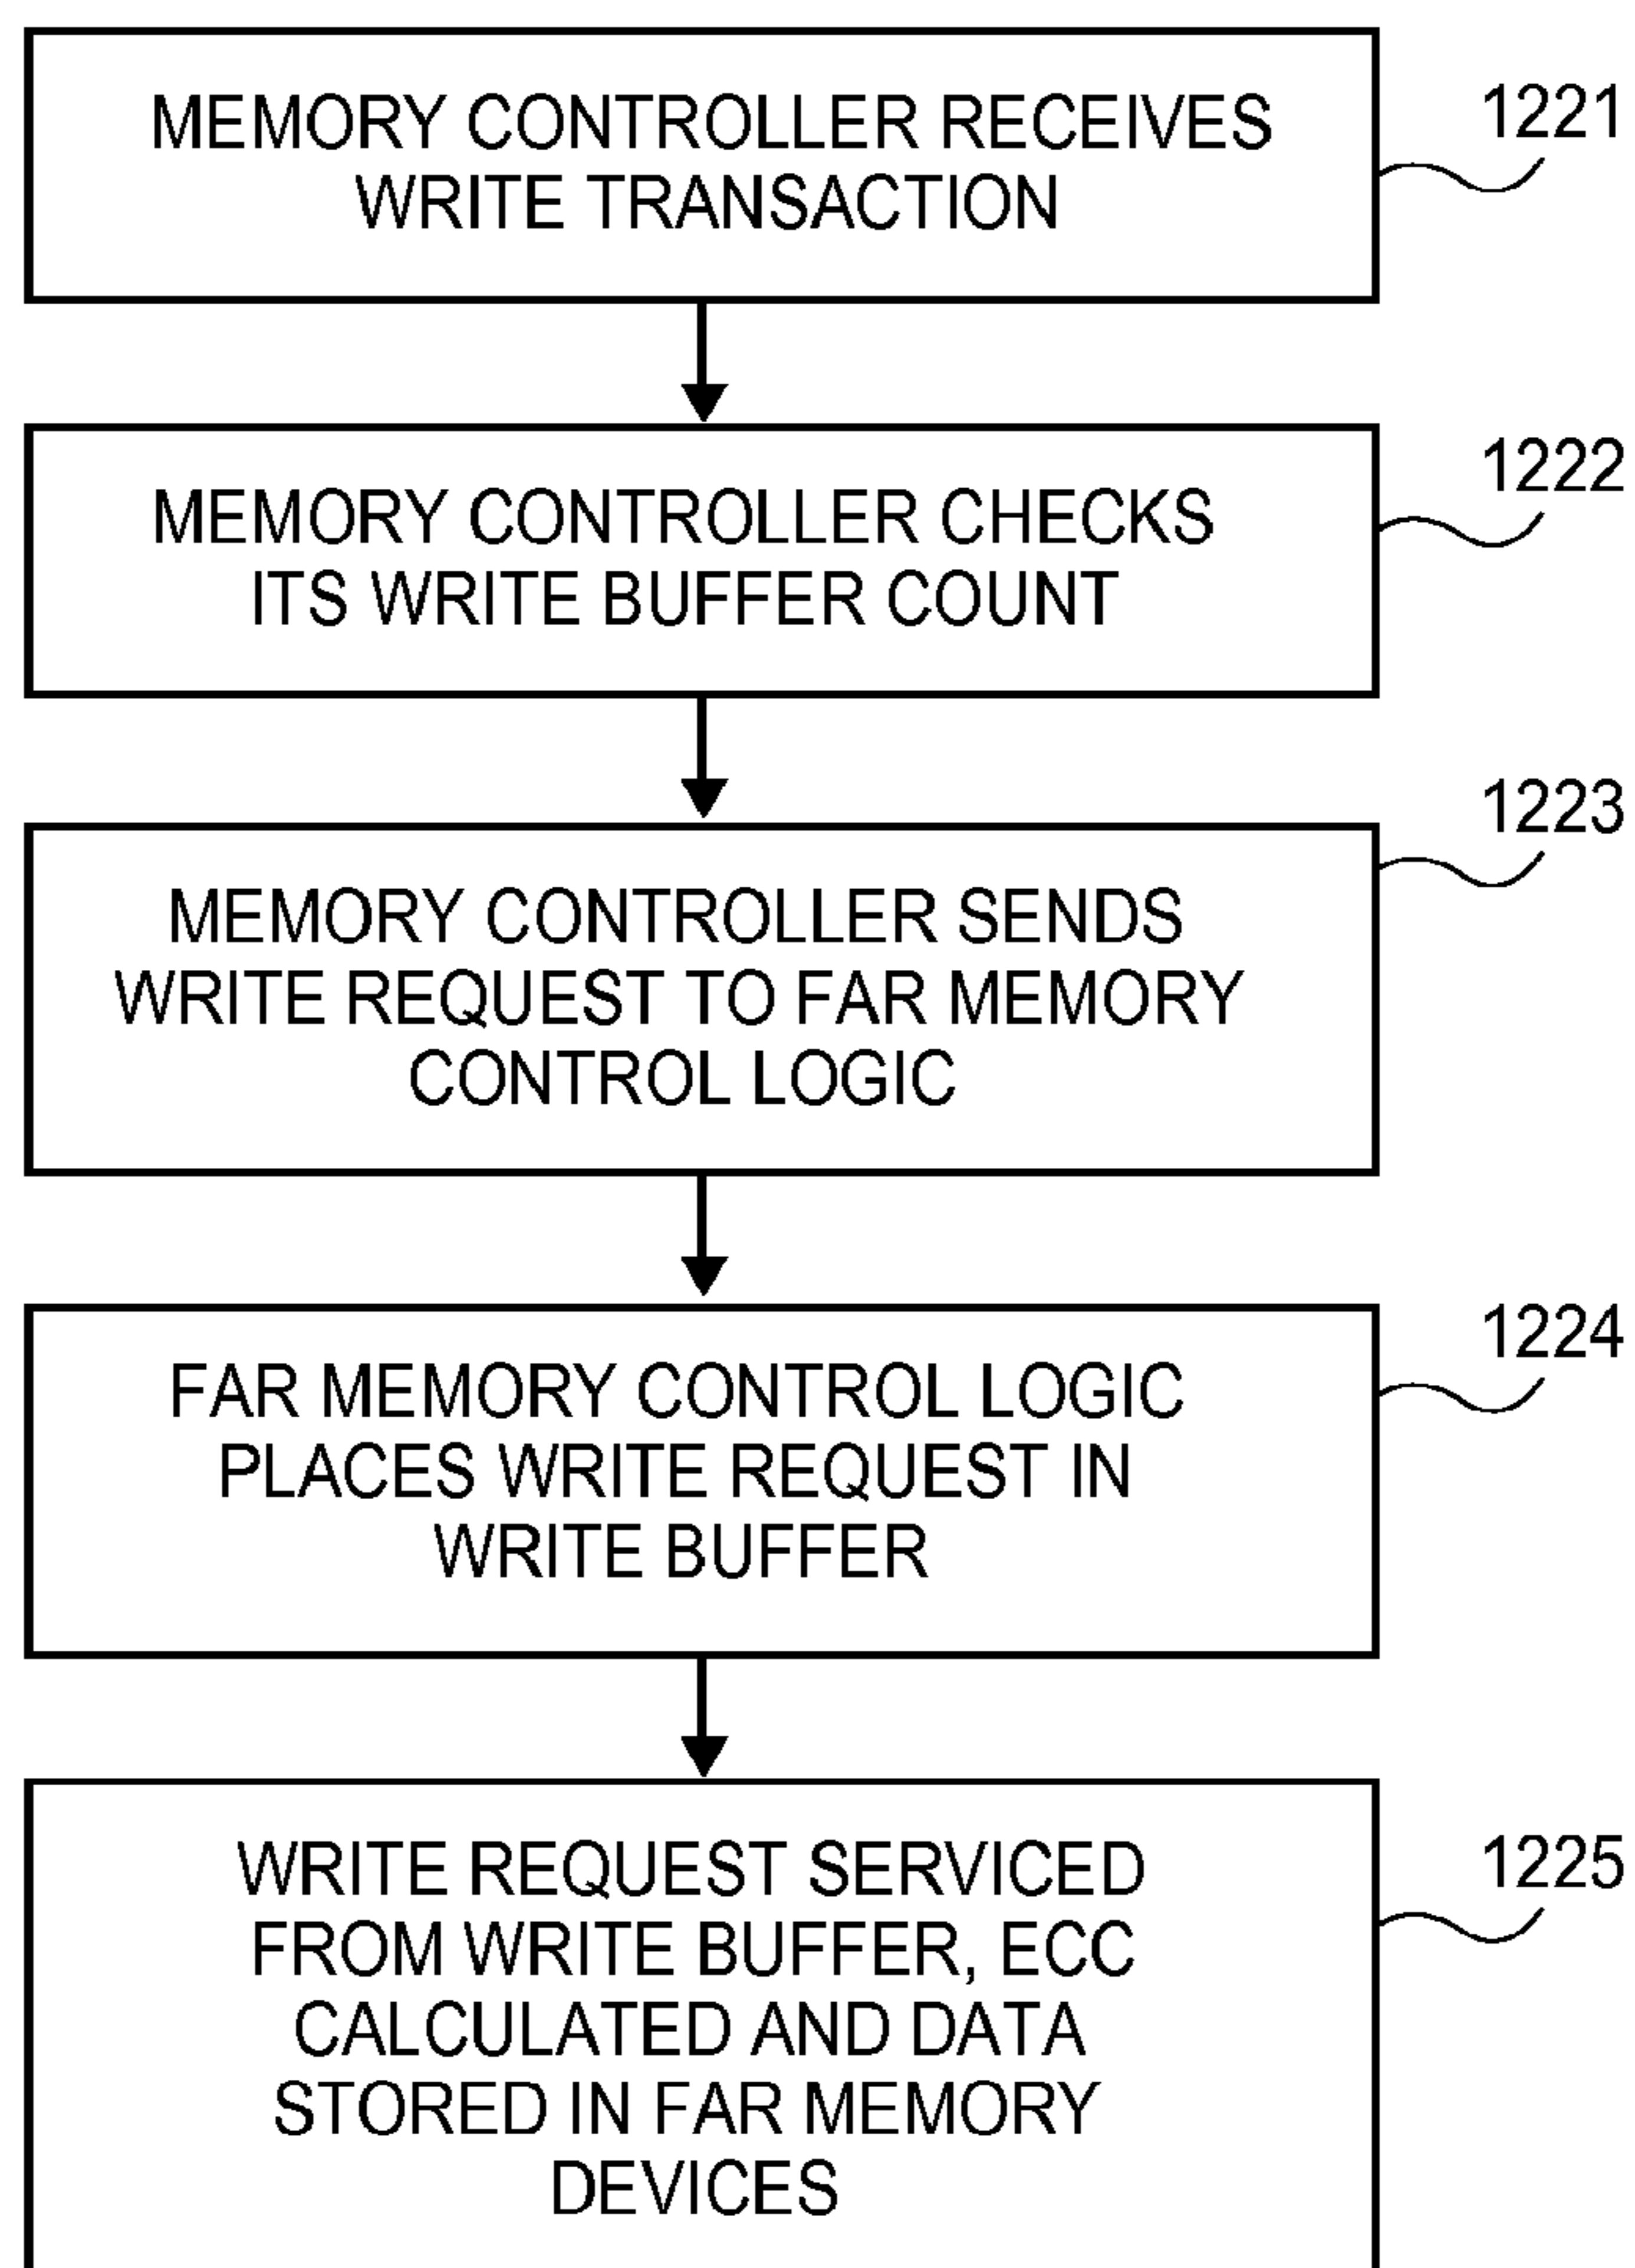 MEMORY CONTROLLER RECEIVES
WRITE TRANSACTION
1221
MEMORY CONTROLLER CHECKS
ITS WRITE BUFFER COUNT
1222
MEMORY CONTROLLER SENDS
WRITE REQUEST TO FAR MEMORY
CONTROL LOGIC
1223
FAR MEMORY CONTROL LOGIC
PLACES WRITE REQUEST IN
WRITE BUFFER
1224
WRITE REQUEST SERVICED
FROM WRITE BUFFER, ECC
CALCULATED AND DATA
STORED IN FAR MEMORY
DEVICES
1225